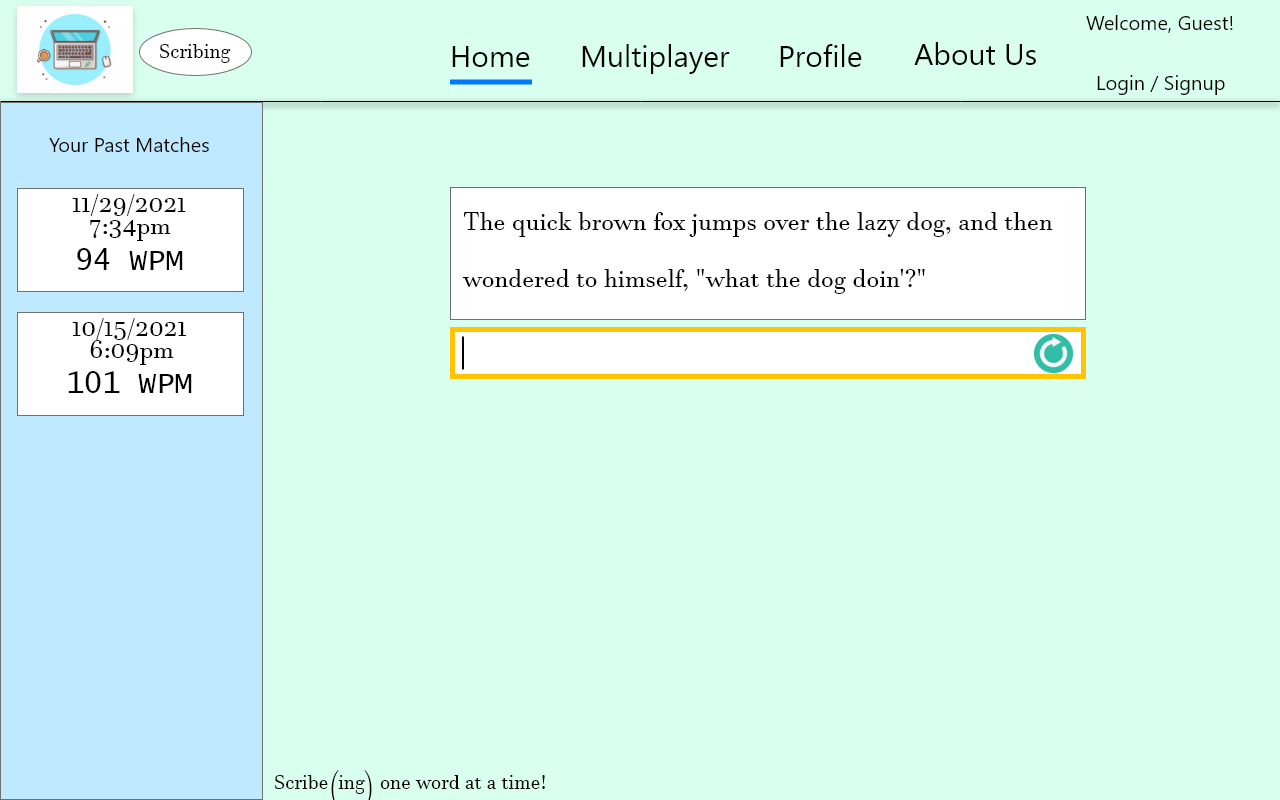 Scribing
Home Multiplayer Profile About Us
Welcome, Guest!
Login / Signup
Your Past Matches
11/29/2021
7:34pm
94 WPM
10/15/2021
6:09pm
101 WPM
The quick brown fox jumps over the lazy dog, and then
wondered to himself, "what the dog doin'?"
Scribe(ing) one word at a time!